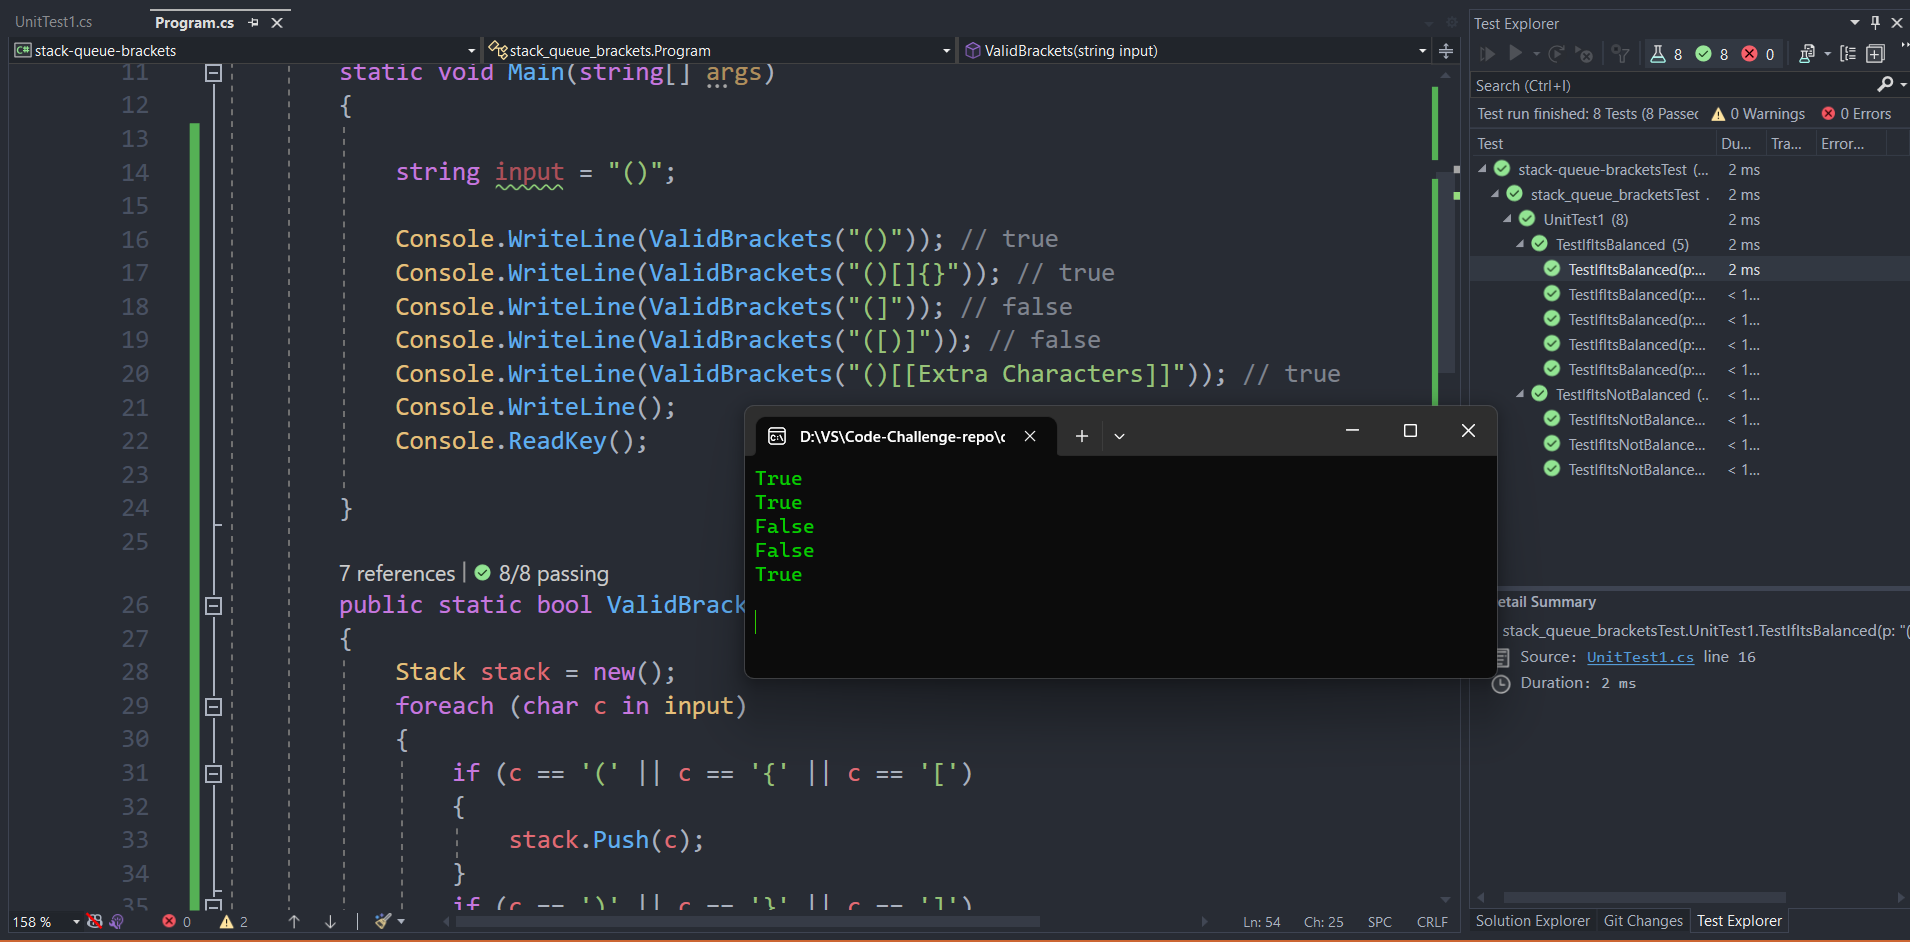 UnitTest1.cs
Program.cs
stack-queue-brackets
stack_queue_brackets.Program
ValidBrackets(string input)
11 static void Main(string[] args)
12 {
13
14 string input = "()";
15
16 Console.WriteLine(ValidBrackets("()")); // true
17 Console.WriteLine(ValidBrackets("()[]{}")); // true
18 Console.WriteLine(ValidBrackets("(]")); // false
19 Console.WriteLine(ValidBrackets("([)]")); // false
20 Console.WriteLine(ValidBrackets("()[[Extra Characters]]")); // true
21 Console.WriteLine();
22 Console.ReadKey();
23
24 }
25
7 references | 8/8 passing
26 public static bool ValidBrack
27 {
28 Stack stack = new();
29 foreach (char c in input)
30 {
31 if (c == '(' || c == '{' || c == '[')
32 {
33 stack.Push(c);
34 }
35 if (c == ')' || c == '}' || c == ']')
D:\VS\Code-Challenge-repo\c
True
True
False
False
True
158 %
0
2
Ln: 54
Ch: 25
SPC
CRLF
Test Explorer
8 8 0
Search (Ctrl+I)
Test run finished: 8 Tests (8 Passed
0 Warnings
0 Errors
Test Du... Tra... Error...
stack-queue-bracketsTest (... 2 ms
stack_queue_bracketsTest . 2 ms
UnitTest1 (8) 2 ms
TestIfItsBalanced (5) 2 ms
TestIfItsBalanced(p:... 2 ms
TestIfItsBalanced(p:... < 1...
TestIfItsBalanced(p:... < 1...
TestIfItsBalanced(p:... < 1...
TestIfItsBalanced(p:... < 1...
TestIfItsNotBalanced (.. < 1...
TestIfItsNotBalance... < 1...
TestIfItsNotBalance... < 1...
TestIfItsNotBalance... < 1...
etail Summary
stack_queue_bracketsTest.UnitTest1.TestIfItsBalanced(p: "(
Source: UnitTest1.cs line 16
Duration: 2 ms
Solution Explorer
Git Changes
Test Explorer